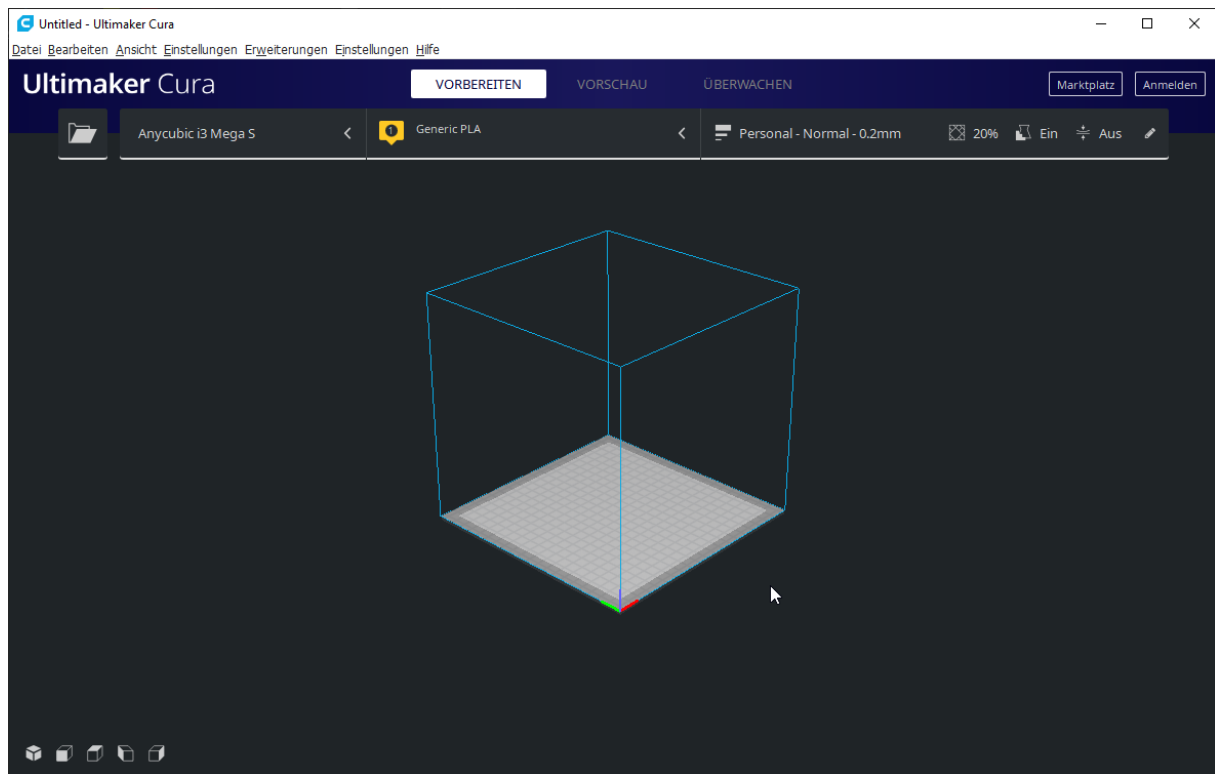 Untitled - Ultimaker Cura
Datei Bearbeiten Ansicht Einstellungen Erweiterungen Einstellungen Hilfe
Ultimaker Cura VORBEREITEN VORSCHAU ÜBERWACHEN Marktplatz Anmelden
Anycubic i3 Mega S 1 Generic PLA Personal - Normal - 0.2mm 20% Ein Aus